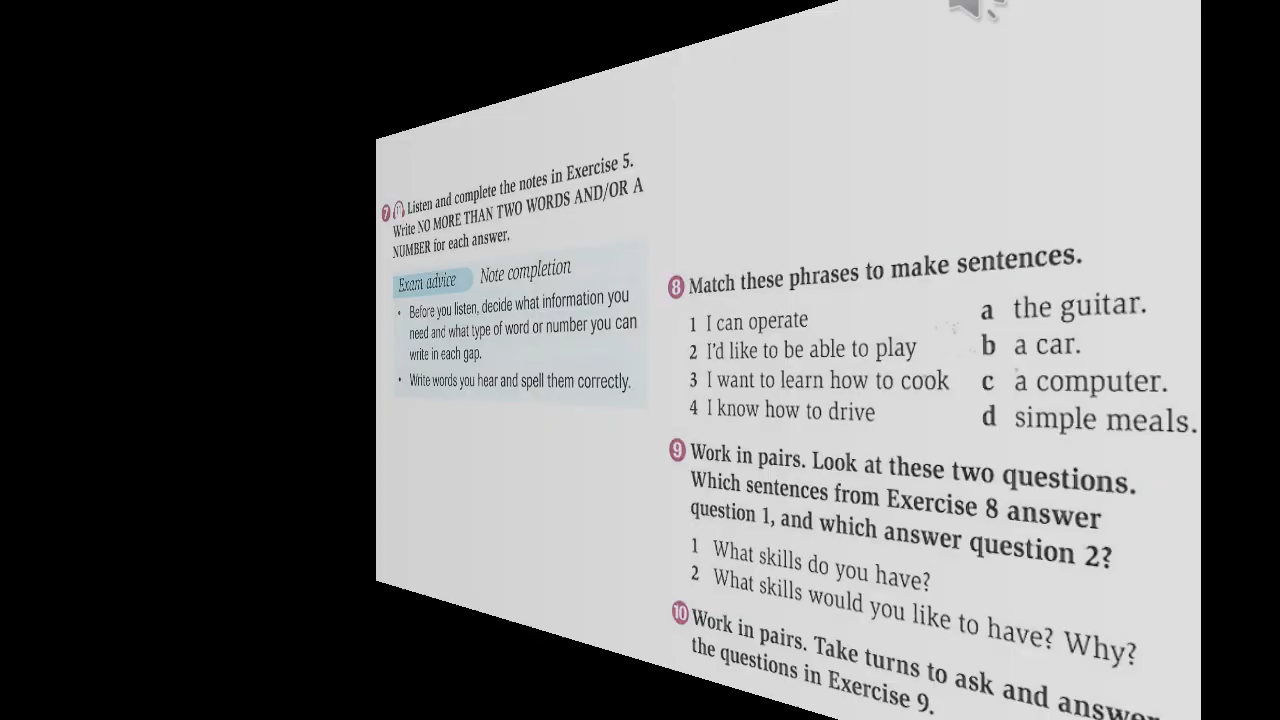 7 Listen and complete the notes in Exercise 5.
Write NO MORE THAN TWO WORDS AND/OR A
NUMBER for each answer.
Exam advice Note completion
• Before you listen, decide what information you
need and what type of word or number you can
write in each gap.
• Write words you hear and spell them correctly.
8 Match these phrases to make sentences.
1 I can operate
2 I'd like to be able to play
3 I want to learn how to cook
4 I know how to drive
a the guitar.
b a car.
c a computer.
d simple meals.
9 Work in pairs. Look at these two questions.
Which sentences from Exercise 8 answer
question 1, and which answer question 2?
1 What skills do you have?
2 What skills would you like to have? Why?
10 Work in pairs. Take turns to ask and answer
the questions in Exercise 9.